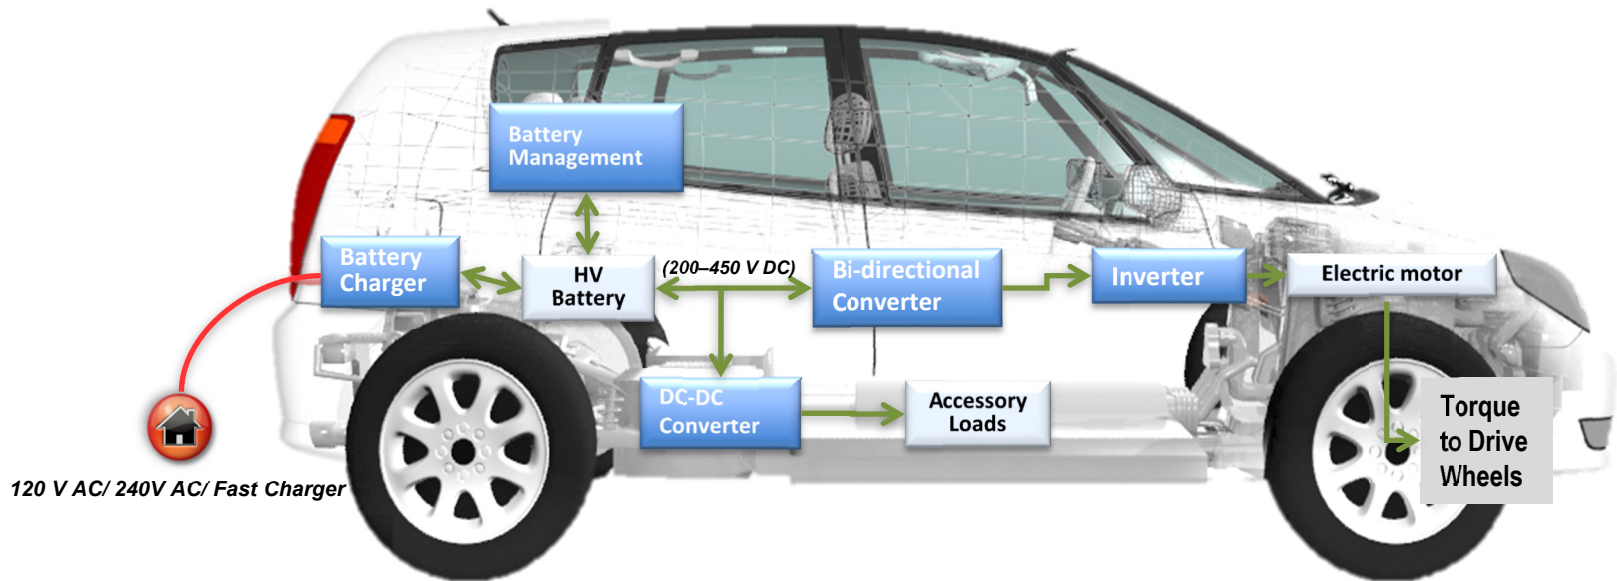 Battery
Management
Battery
Charger
HV
Battery
(200–450 V DC)
Bi-directional
Converter
Inverter
Electric motor
DC-DC
Converter
Accessory
Loads
Torque
to Drive
Wheels
120 V AC/ 240V AC/ Fast Charger